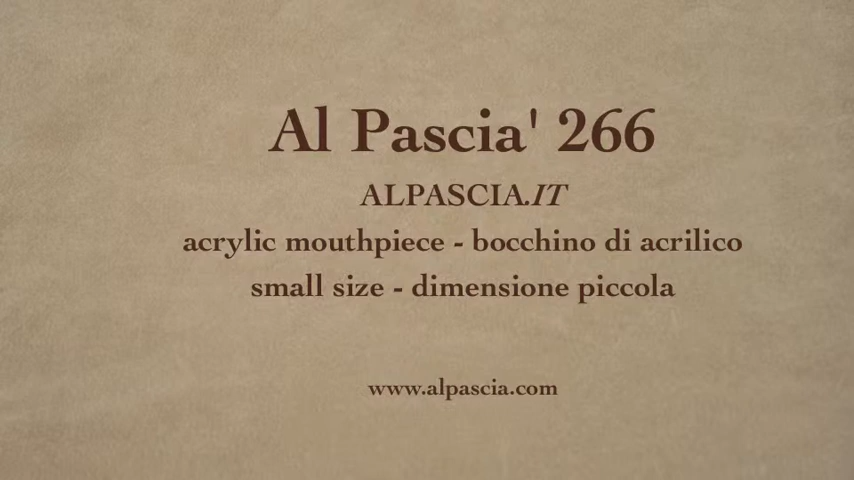 Al Pascia' 266
ALPASCIA.IT
acrylic mouthpiece - bocchino di acrilico
small size - dimensione piccola
www.alpascia.com